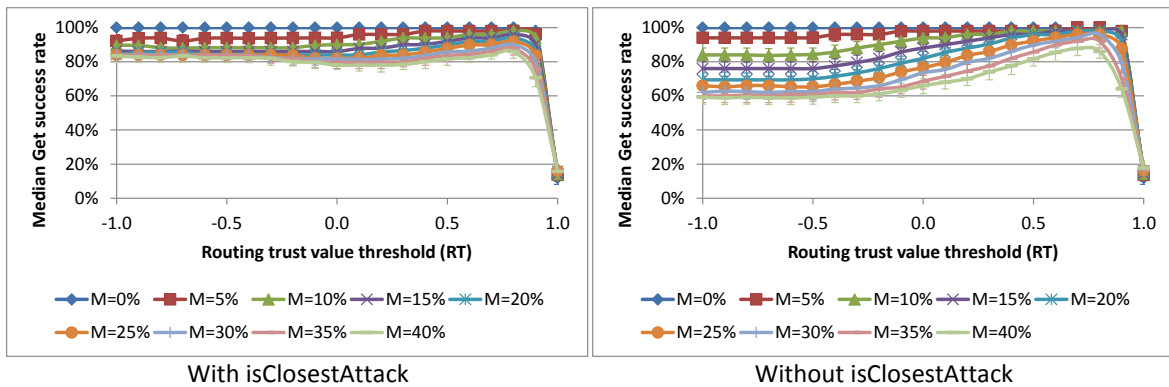 100%
80%
60%
40%
20%
0%
Median Get success rate
-1.0
-0.5
0.0
0.5
1.0
Routing trust value threshold (RT)
M=0%
M=5%
M=10%
M=15%
M=20%
M=25%
M=30%
M=35%
M=40%
With isClosestAttack
100%
80%
60%
40%
20%
0%
Median Get success rate
-1.0
-0.5
0.0
0.5
1.0
Routing trust value threshold (RT)
M=0%
M=5%
M=10%
M=15%
M=20%
M=25%
M=30%
M=35%
M=40%
Without isClosestAttack